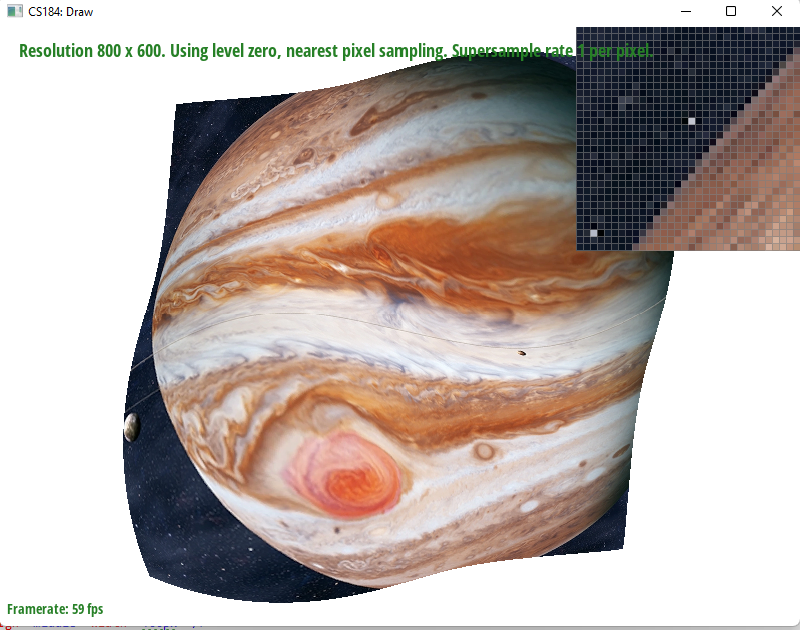 CS184: Draw
Resolution 800 x 600. Using level zero, nearest pixel sampling. Supersample rate 1 per pixel.
Framerate: 59 fps